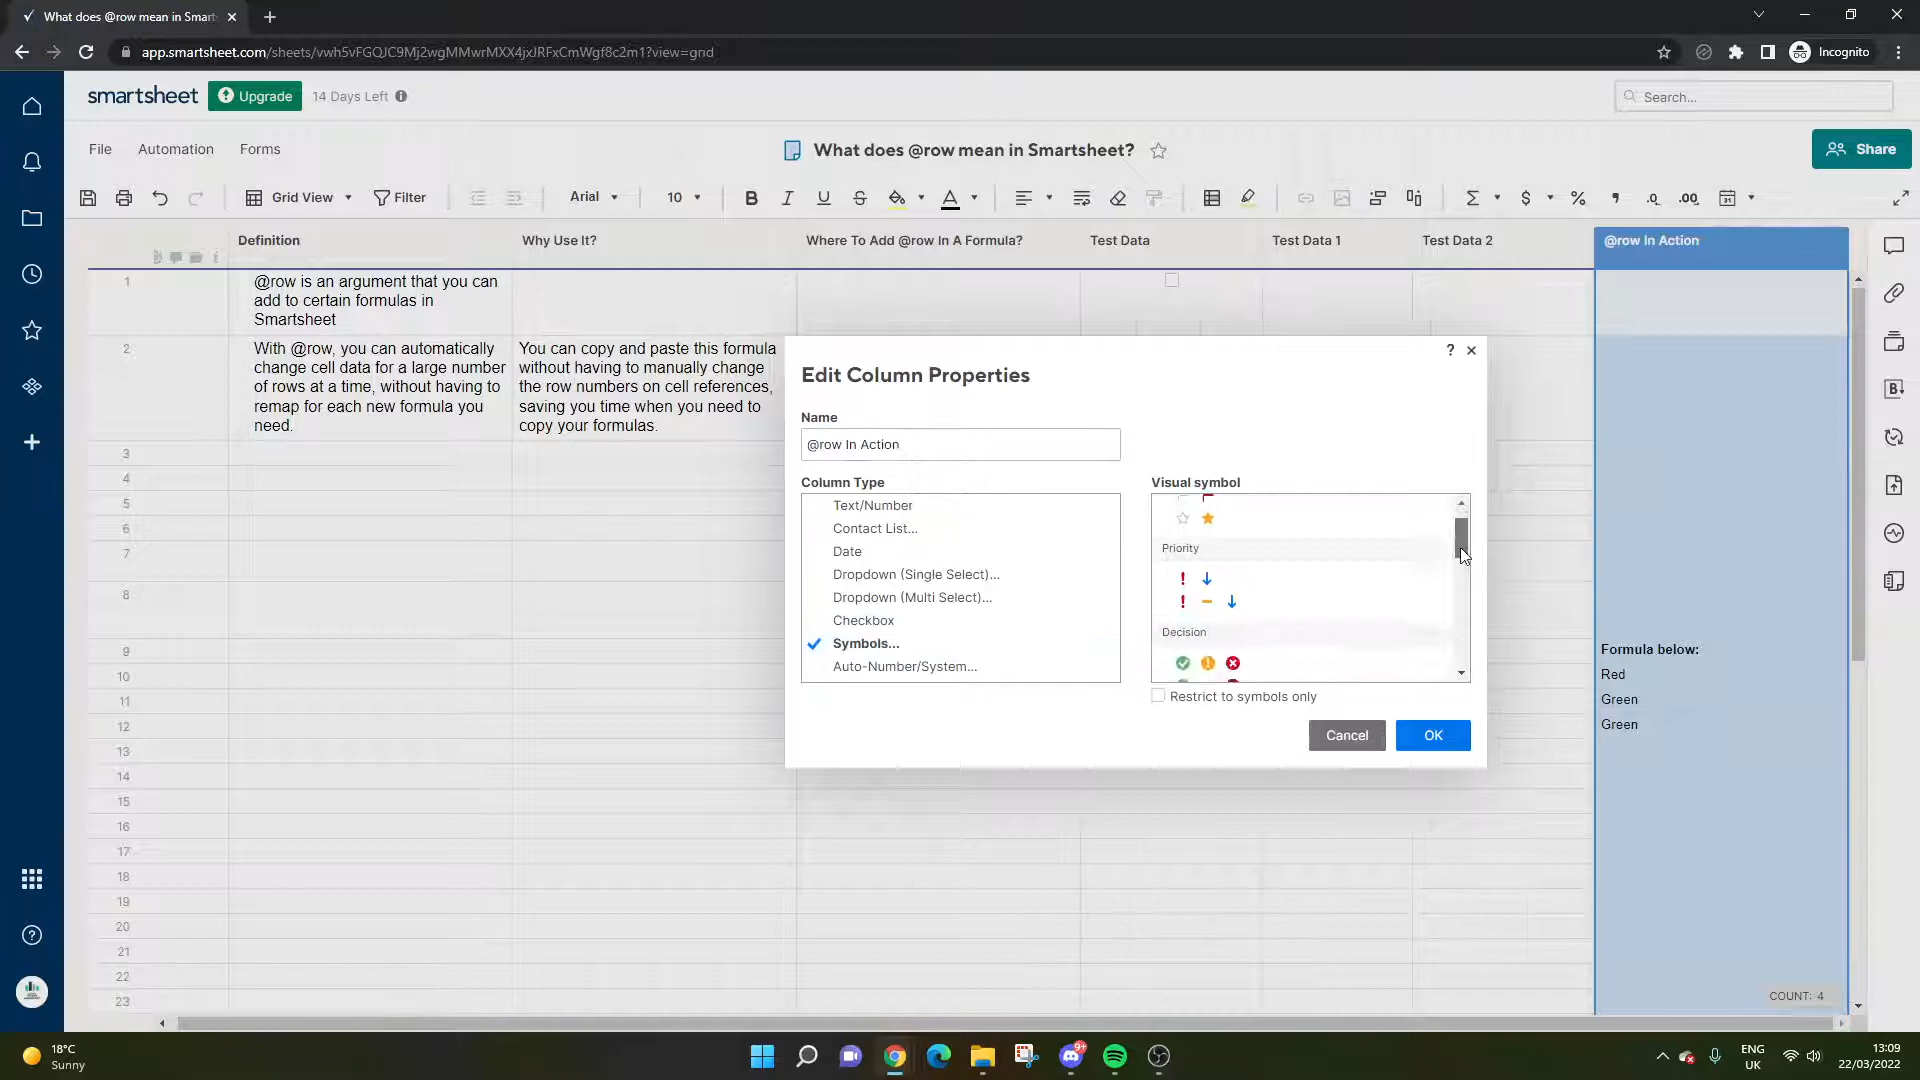 What does @row mean in Smart
app.smartsheet.com/sheets/vwh5vFGQJC9Mj2wgMMwrMXX4jxJRFxCmWgf8c2m1?view=grid
Incognito
smartsheet
Upgrade
14 Days Left
Search...
File
Automation
Forms
What does @row mean in Smartsheet?
Share
Grid View
Filter
Arial
10
B
I
U
S
A
Definition
Why Use It?
Where To Add @row In A Formula?
Test Data
Test Data 1
Test Data 2
@row In Action
1
@row is an argument that you can
add to certain formulas in
Smartsheet
2
With @row, you can automatically
change cell data for a large number
of rows at a time, without having to
remap for each new formula you
need.
You can copy and paste this formula
without having to manually change
the row numbers on cell references,
saving you time when you need to
copy your formulas.
3
4
5
6
7
8
9
10
11
12
13
14
15
16
17
18
19
20
21
22
23
Edit Column Properties
Name
@row In Action
Column Type
Text/Number
Contact List...
Date
Dropdown (Single Select)...
Dropdown (Multi Select)...
Checkbox
Symbols...
Auto-Number/System...
Visual symbol
Priority
Decision
Restrict to symbols only
Cancel
OK
Formula below:
Red
Green
Green
COUNT: 4
18°C
Sunny
9+
ENG
UK
13:09
22/03/2022